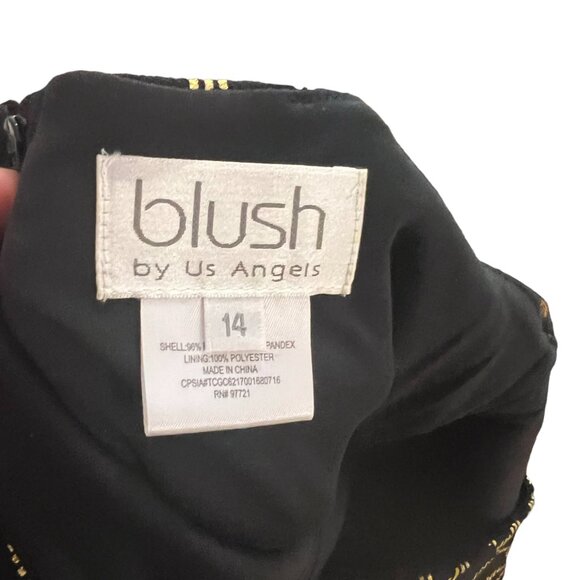 blush
by Us Angels
14
SHELL:96% PANDEX
LINING:100% POLYESTER
MADE IN CHINA
CPSIA#TCGC6217001680716
RN# 97721